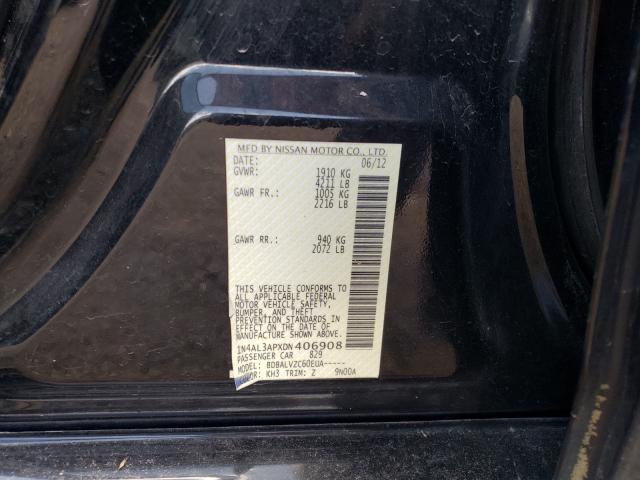 MFD BY NISSAN MOTOR CO., LTD.
DATE: 06/12
GVWR: 1910 KG
4211 LB
GAWR FR.: 1005 KG
2216 LB
GAWR RR.: 940 KG
2072 LB
THIS VEHICLE CONFORMS TO
ALL APPLICABLE FEDERAL
MOTOR VEHICLE SAFETY,
BUMPER, AND THEFT
PREVENTION STANDARDS
IN EFFECT ON THE DATE OF
MANUFACTURE SHOWN ABOVE.
1N4AL3APXDN406908
PASSENGER CAR 829
MODEL: BDBALVZC60EUA-----
KH3 TRIM: Z 9N00A